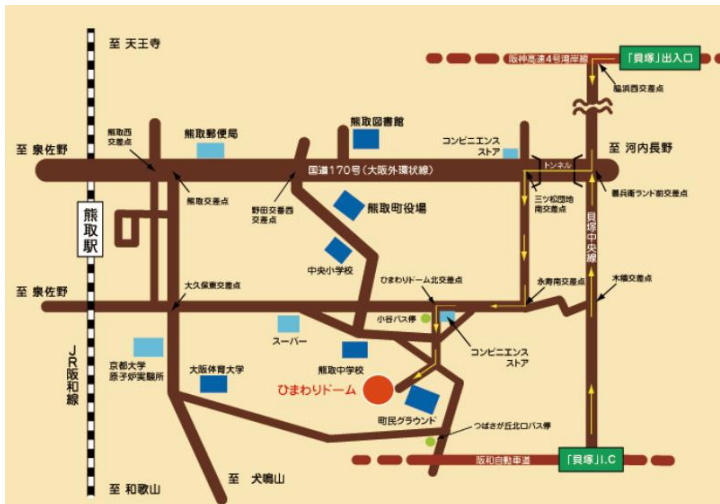 至 天王寺
阪神高速4号湾岸線
「貝塚」出入口
脇浜西交差点
熊取西
交差点
熊取郵便局
熊取図書館
コンビニエンス
ストア
至 泉佐野
至 河内長野
国道170号(大阪外環状線)
トンネル
熊取交差点
野田交番西
交差点
熊取町役場
三ツ松団地
南交差点
善兵衛ランド前交差点
熊取駅
中央小学校
貝塚中央線
ひまわりドーム北交差点
木積交差点
至 泉佐野
大久保東交差点
永寿南交差点
小谷バス停
スーパー
コンビニエンス
ストア
京都大学
原子炉実験所
大阪体育大学
熊取中学校
JR阪和線
ひまわりドーム
町民グラウンド
つばさが丘北口バス停
阪和自動車道
「貝塚」I.C
至 和歌山
至 犬鳴山